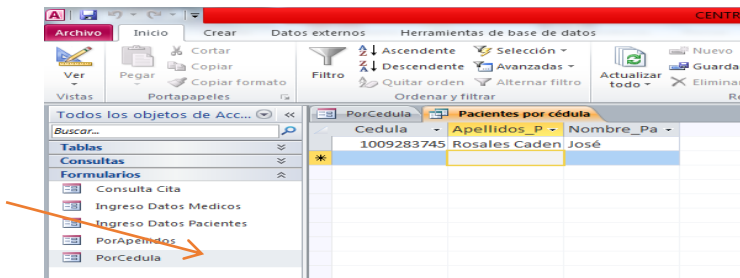 A CENTR
Archivo Inicio Crear Datos externos Herramientas de base de datos
Ver
Vistas
Pegar
Cortar
Copiar
Copiar formato
Portapapeles
Filtro
Ascendente
Descendente
Quitar orden
Selección
Avanzadas
Alternar filtro
Ordenar y filtrar
Actualizar
todo
Nuevo
Guarda
Elimina
Re
Todos los objetos de Acc... «
Buscar...
Tablas
Consultas
Formularios
Consulta Cita
Ingreso Datos Medicos
Ingreso Datos Pacientes
PorApellidos
PorCedula
PorCedula Pacientes por cédula
Cedula Apellidos_P Nombre_Pa
1009283745 Rosales Caden José